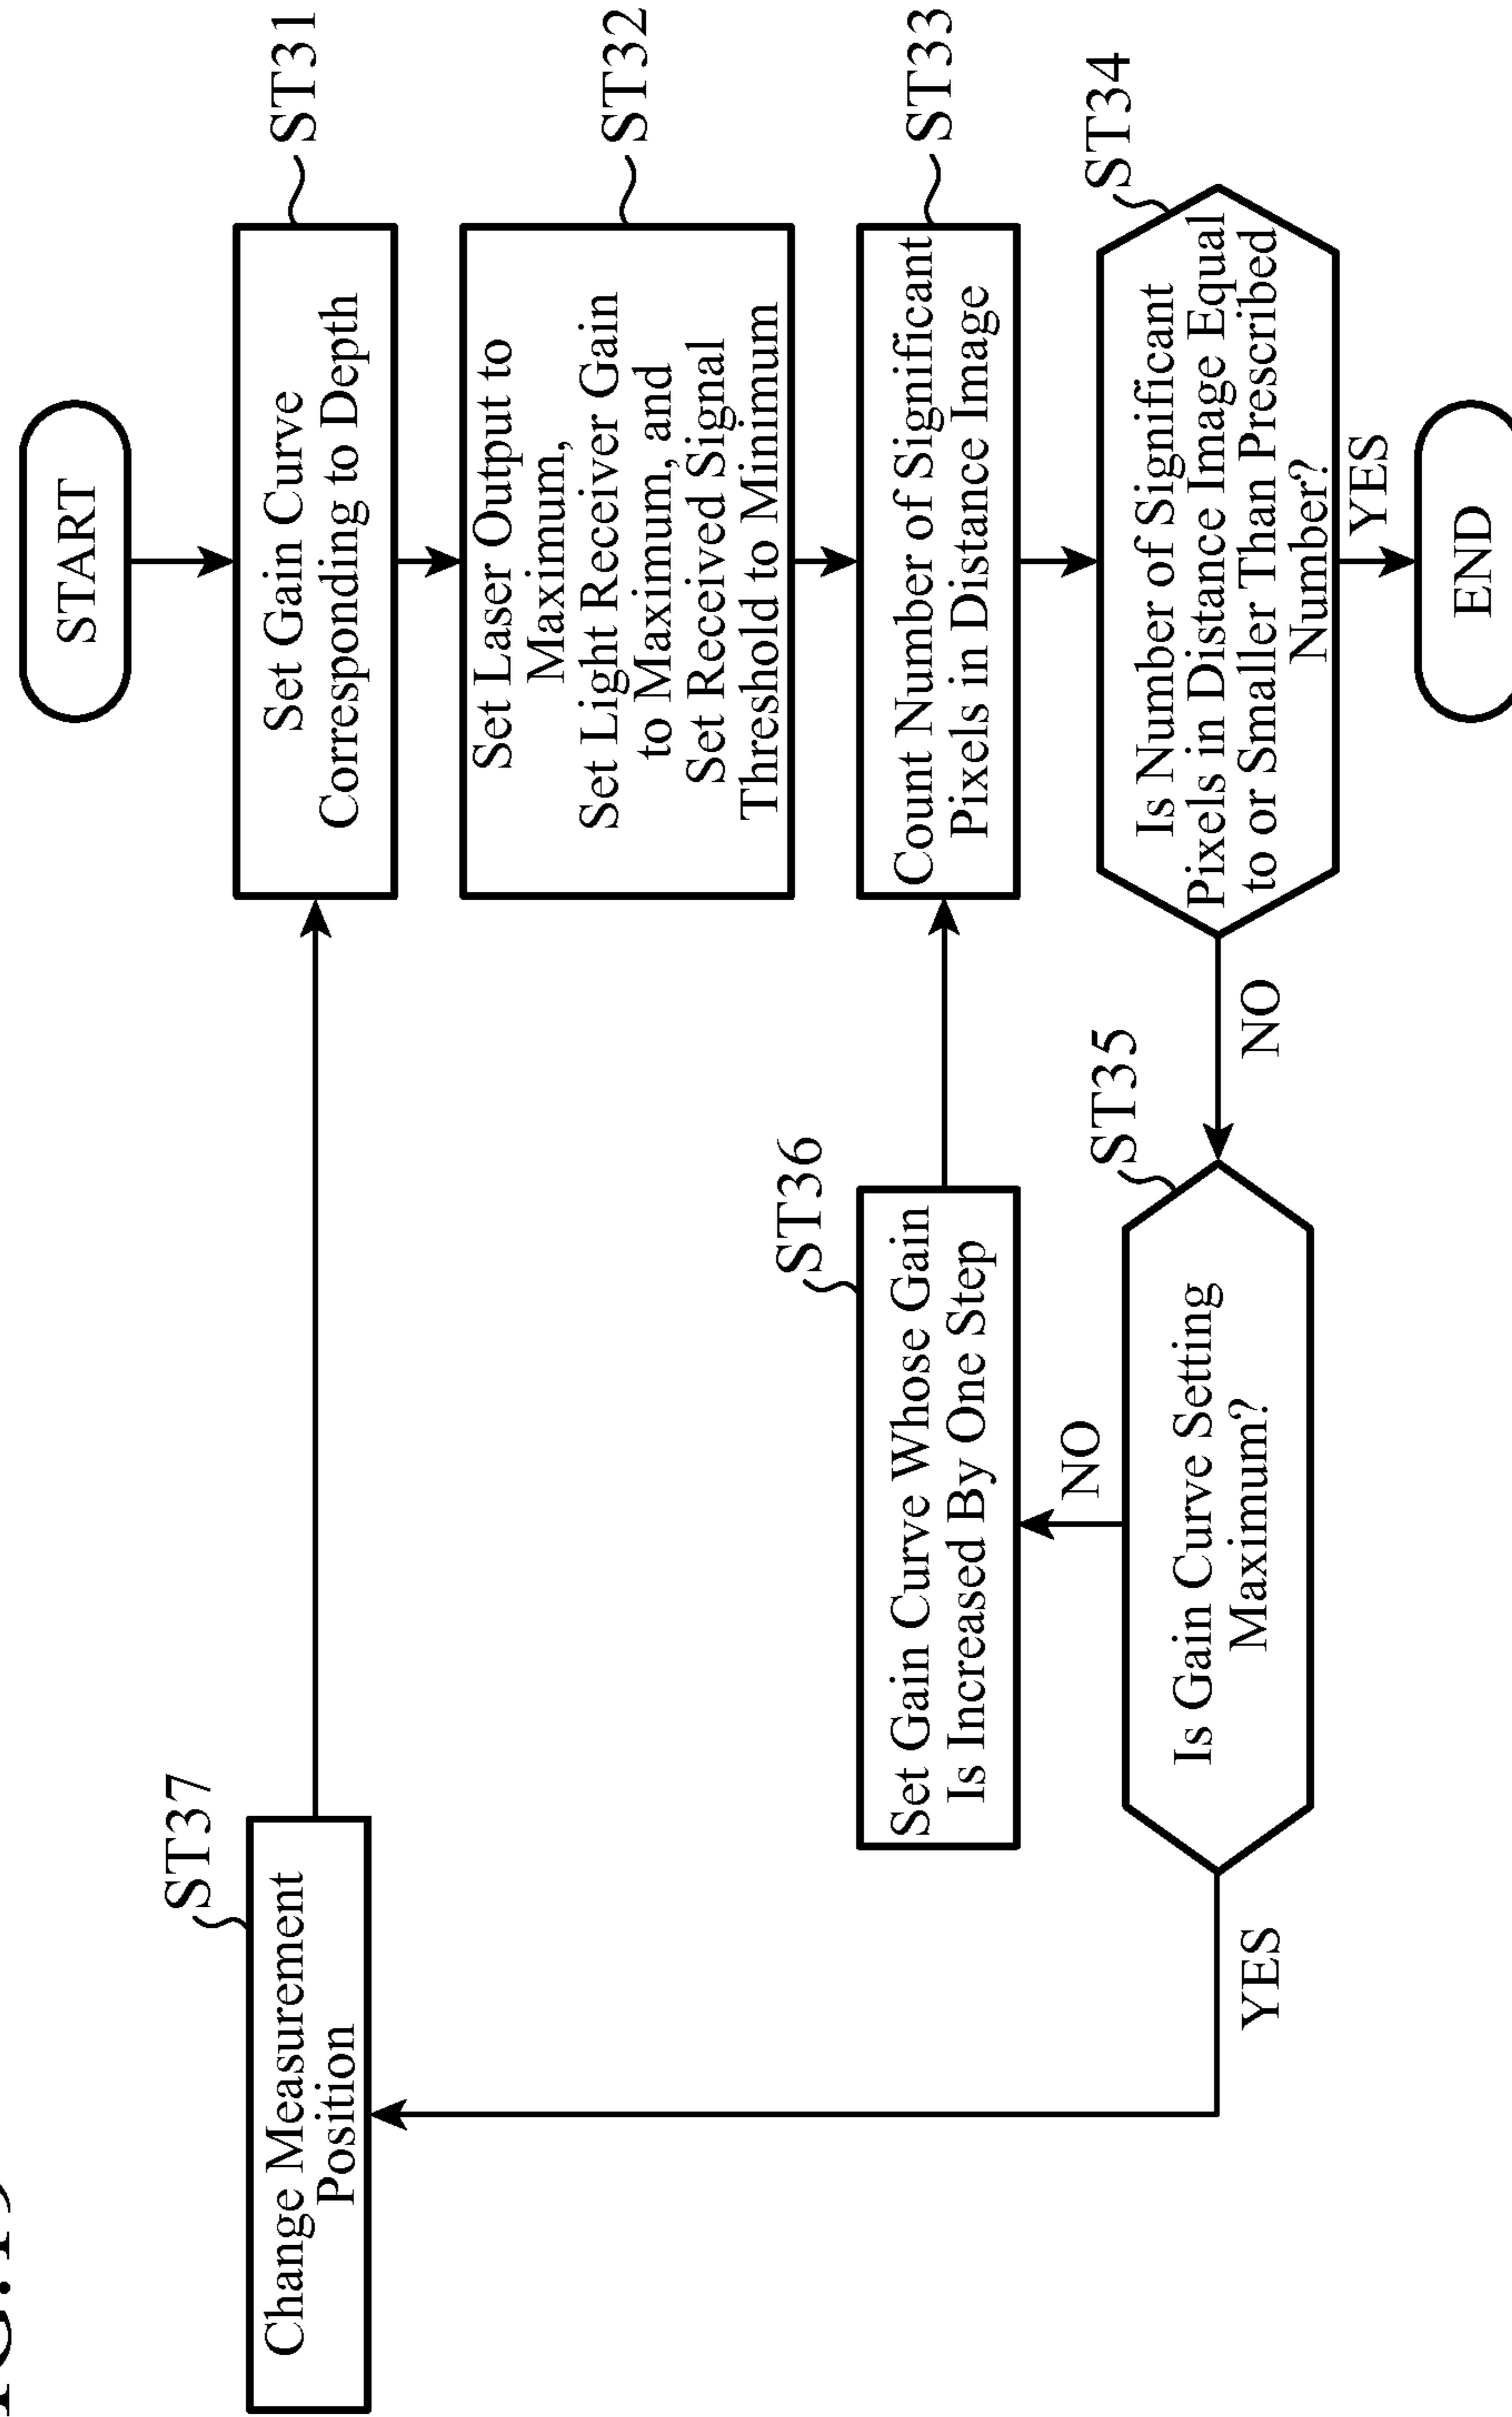 START
Set Gain Curve
Corresponding to Depth
ST31
Set Laser Output to
Maximum,
Set Light Receiver Gain
to Maximum, and
Set Received Signal
Threshold to Minimum
ST32
Count Number of Significant
Pixels in Distance Image
ST33
Is Number of Significant
Pixels in Distance Image Equal
to or Smaller Than Prescribed
Number?
ST34
YES
END
NO
ST35
Is Gain Curve Setting
Maximum?
NO
ST36
Set Gain Curve Whose Gain
Is Increased By One Step
YES
ST37
Change Measurement
Position